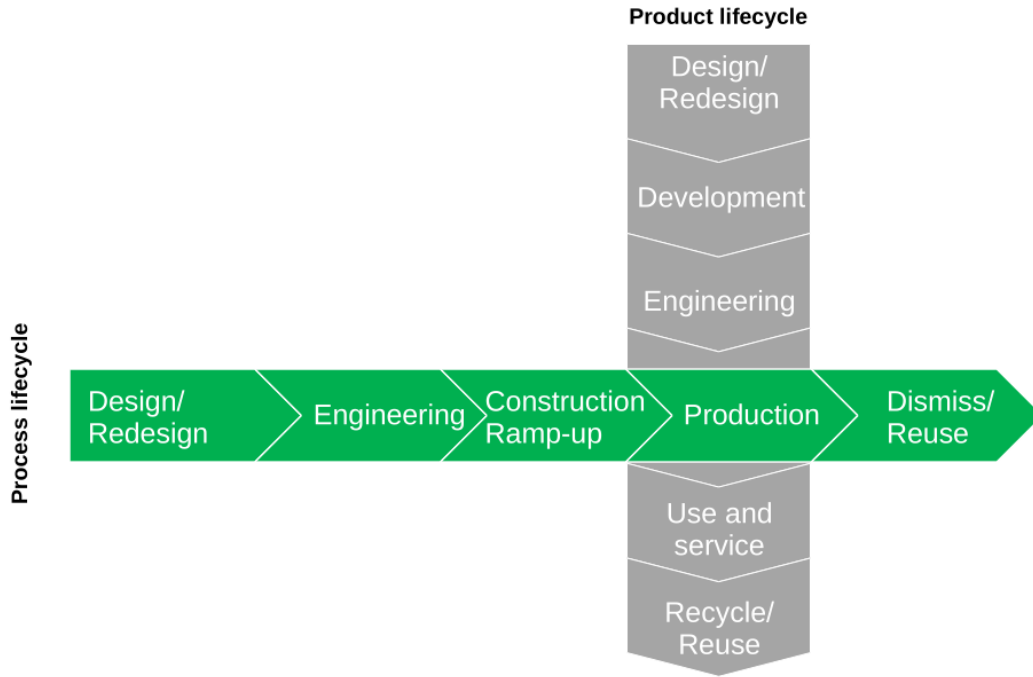 Product lifecycle
Design/
Redesign
Development
Engineering
Process lifecycle
Design/
Redesign
Engineering
Construction
Ramp-up
Production
Dismiss/
Reuse
Use and
service
Recycle/
Reuse